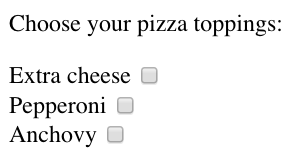 Choose your pizza toppings:
Extra cheese
Pepperoni
Anchovy